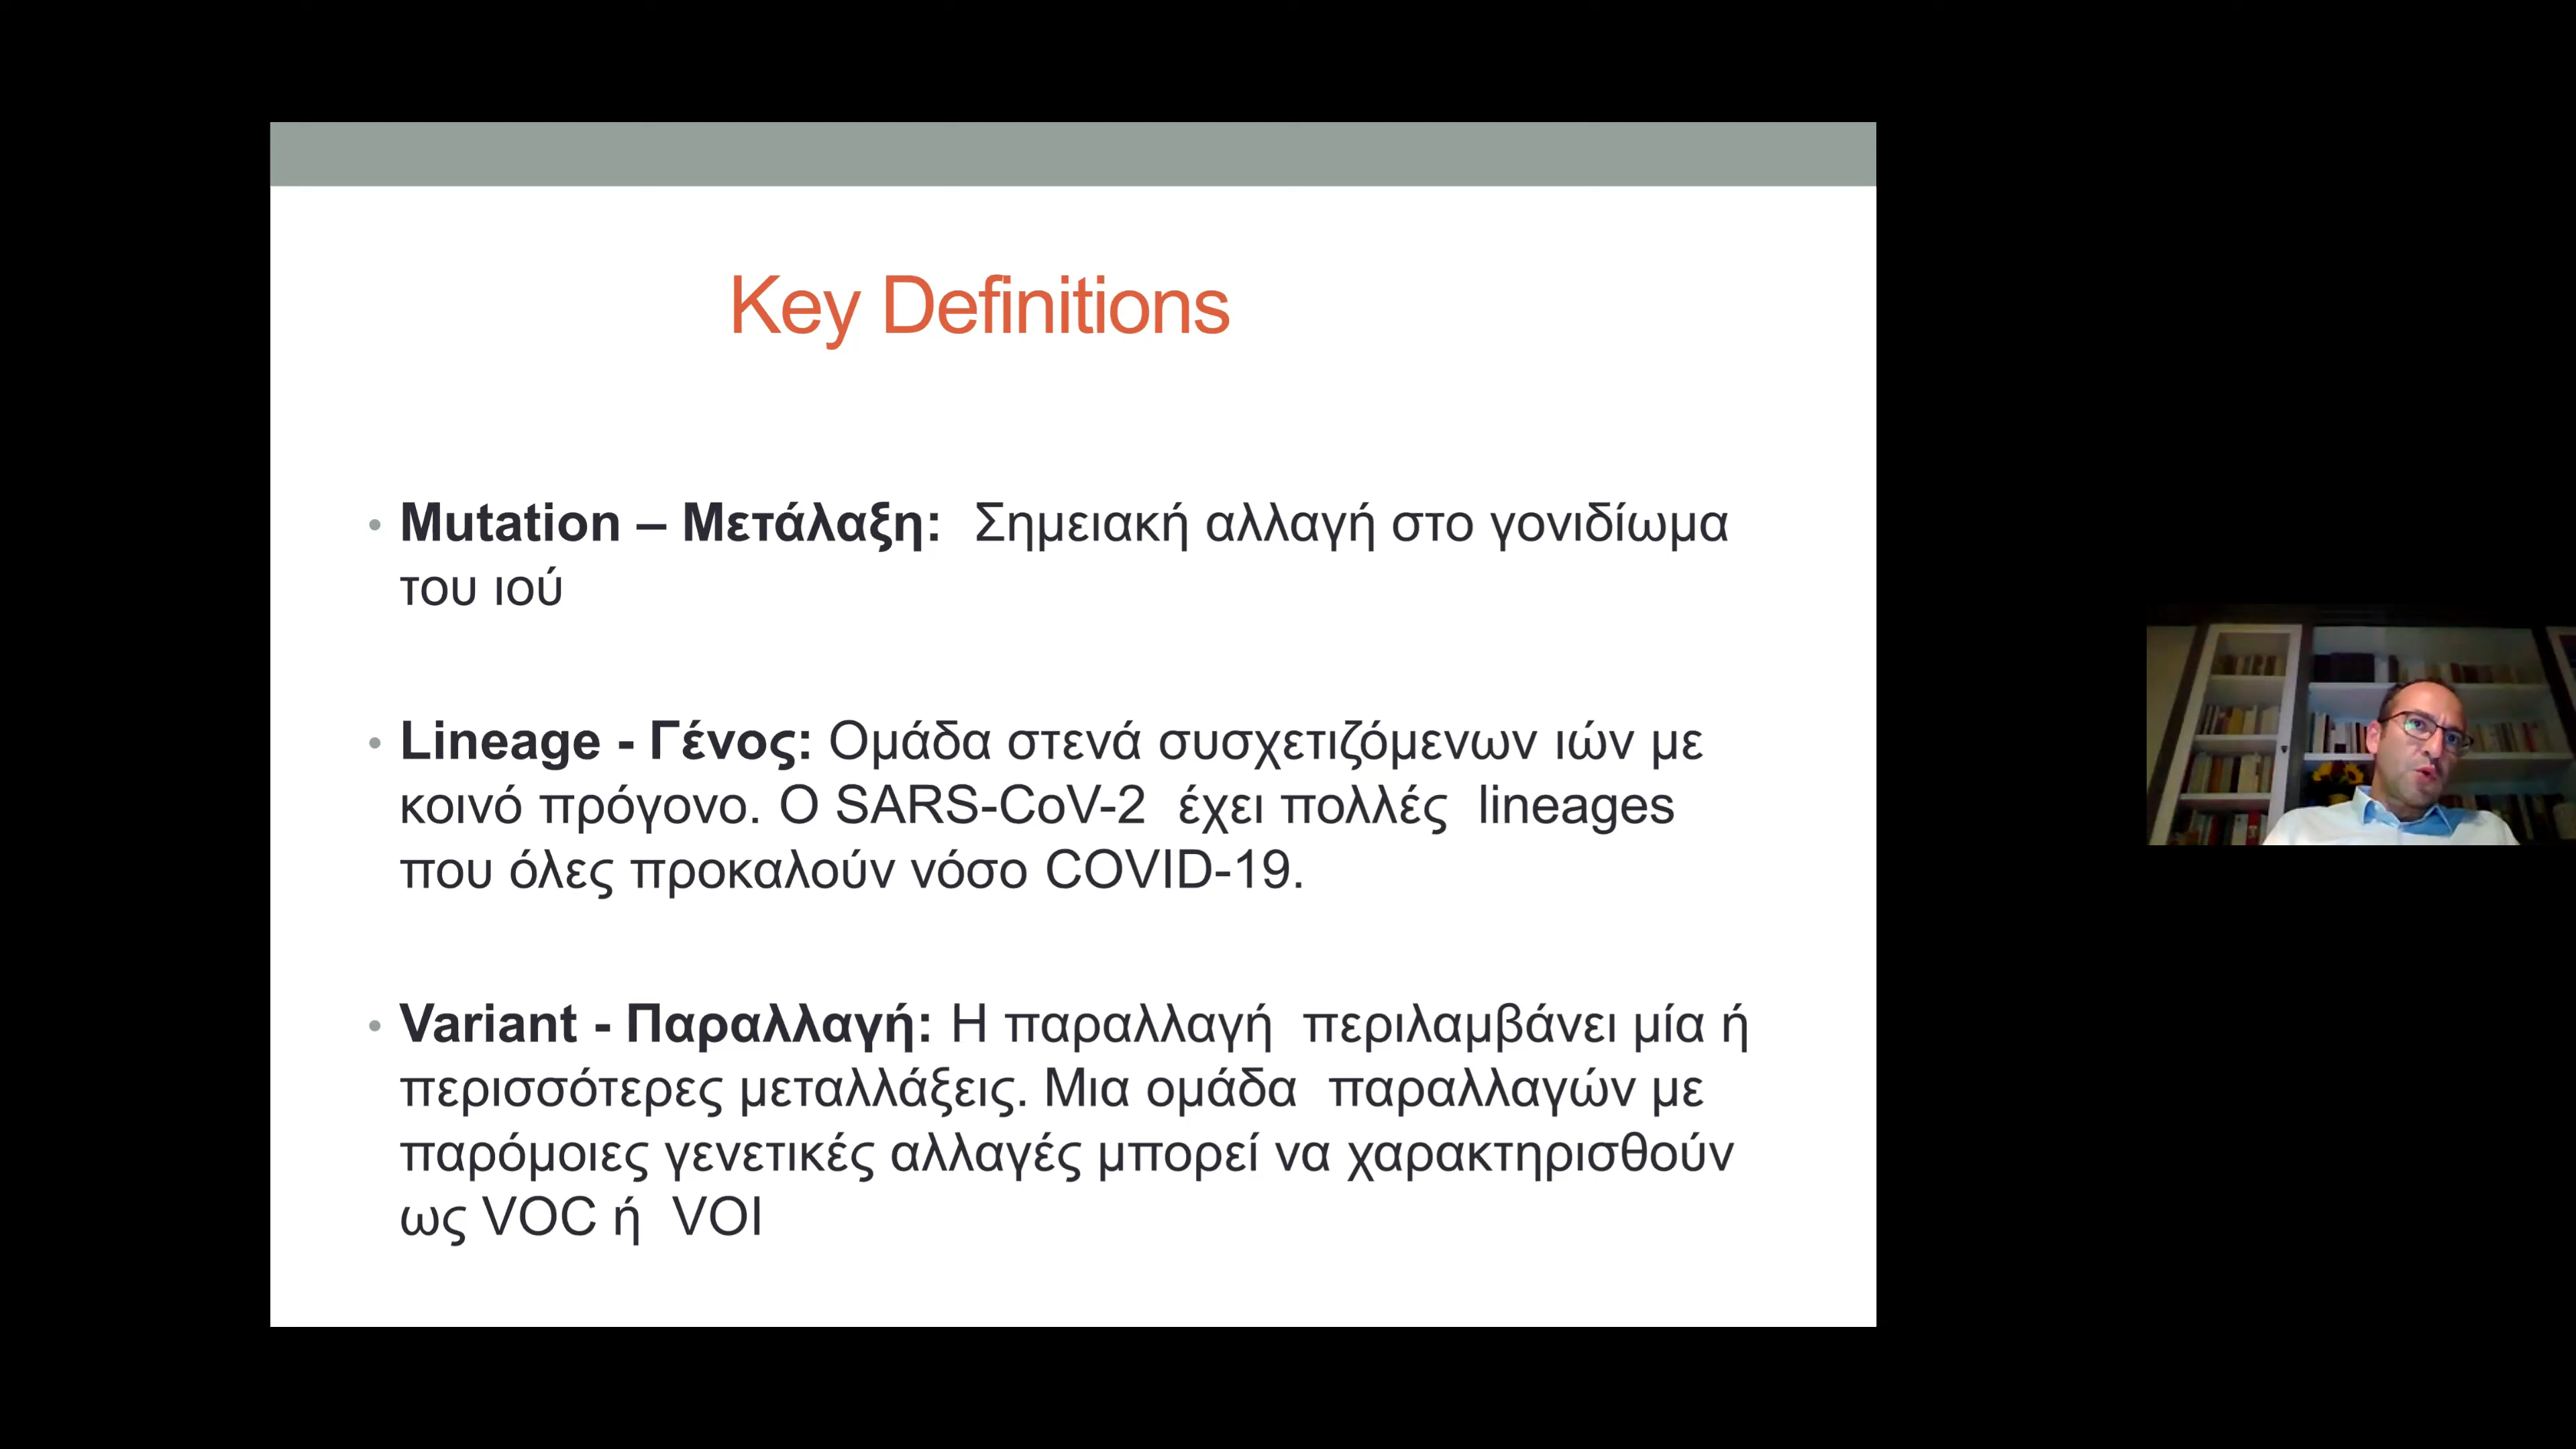 Key Definitions
• Mutation – Μετάλαξη:  Σημειακή αλλαγή στο γονιδίωμα
του ιού
• Lineage - Γένος: Ομάδα στενά συσχετιζόμενων ιών με
κοινό πρόγονο. Ο SARS-CoV-2  έχει πολλές  lineages
που όλες προκαλούν νόσο COVID-19.
• Variant - Παραλλαγή: Η παραλλαγή  περιλαμβάνει μία ή
περισσότερες μεταλλάξεις. Μια ομάδα  παραλλαγών με
παρόμοιες γενετικές αλλαγές μπορεί να χαρακτηρισθούν
ως VOC ή  VOI